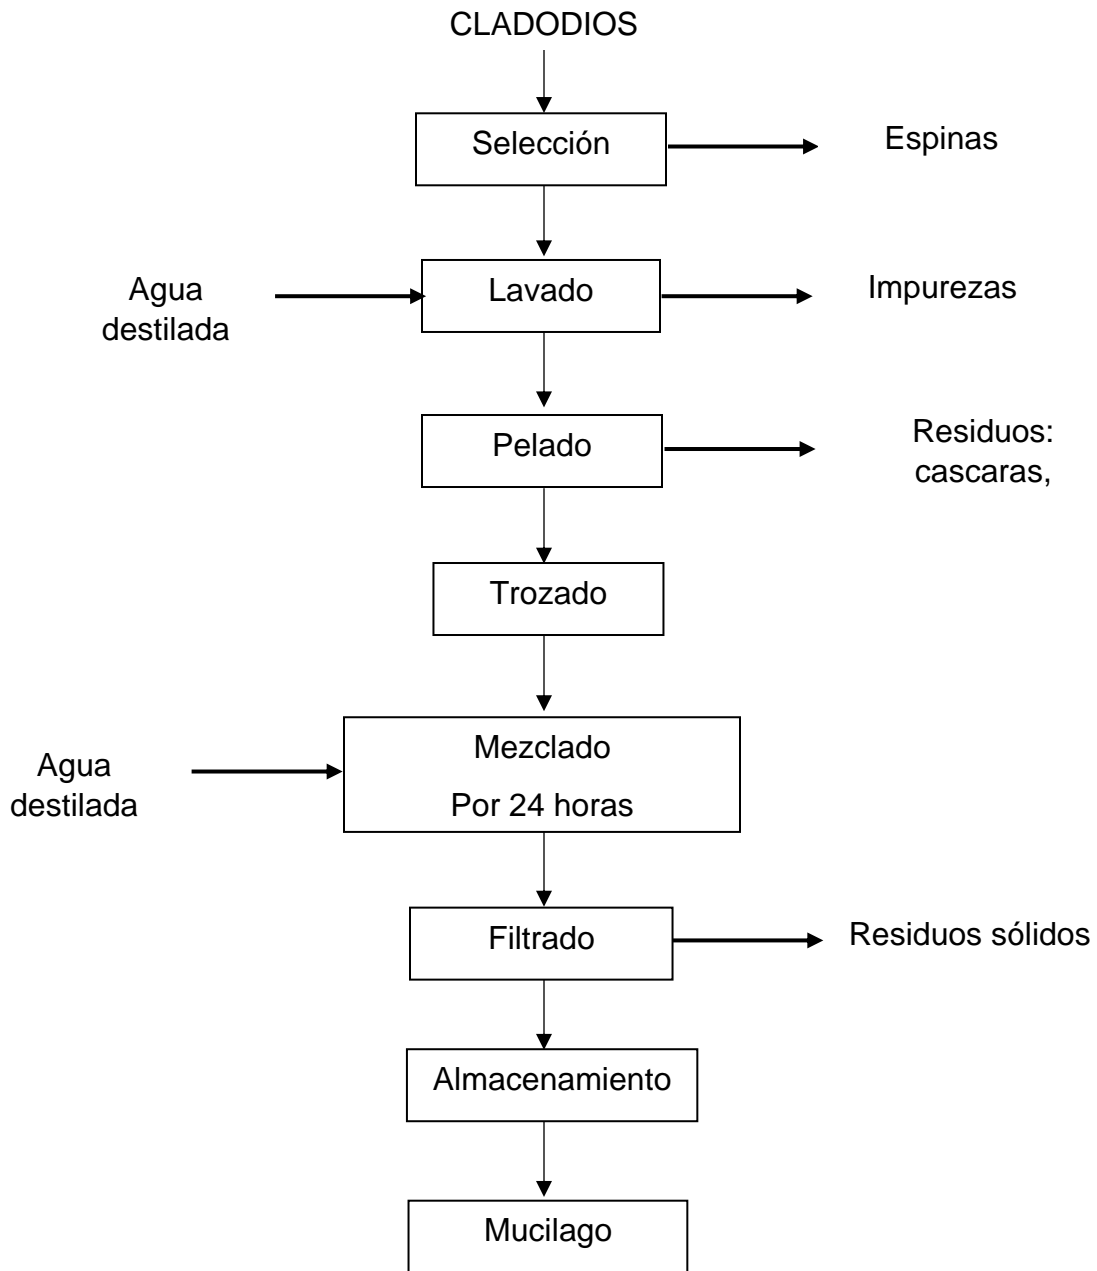 CLADODIOS
Selección
Espinas
Agua
destilada
Lavado
Impurezas
Pelado
Residuos:
cascaras,
Trozado
Agua
destilada
Mezclado
Por 24 horas
Filtrado
Residuos sólidos
Almacenamiento
Mucilago